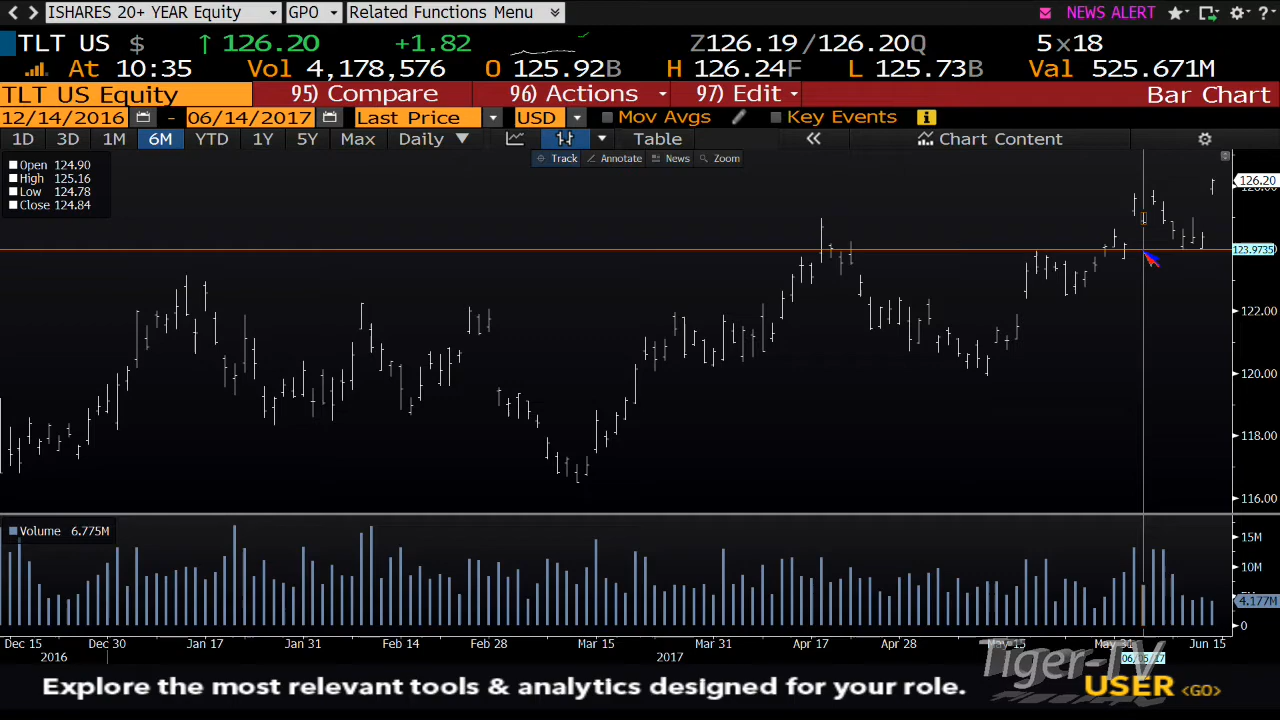 ISHARES 20+ YEAR Equity GPO Related Functions Menu NEWS ALERT ?
TLT US $ ↑ 126.20 +1.82 Z126.19/126.20Q 5x18
At 10:35 Vol 4,178,576 O 125.92B H 126.24F L 125.73B Val 525.671M
TLT US Equity 95) Compare 96) Actions 97) Edit Bar Chart
12/14/2016 - 06/14/2017 Last Price USD Mov Avgs Key Events
1D 3D 1M 6M YTD 1Y 5Y Max Daily Table « Chart Content
Track Annotate News Zoom
Open 124.90
High 125.16
Low 124.78
Close 124.84
126.20
126.00
123.9735
122.00
120.00
118.00
116.00
Volume 6.775M
15M
10M
4.177M
0
Dec 15 Dec 30 Jan 17 Jan 31 Feb 14 Feb 28 Mar 15 Mar 31 Apr 17 Apr 28 May 15 May 31 Jun 15
2016 2017 06/05/17
Tiger-TV
Explore the most relevant tools & analytics designed for your role. USER <GO>